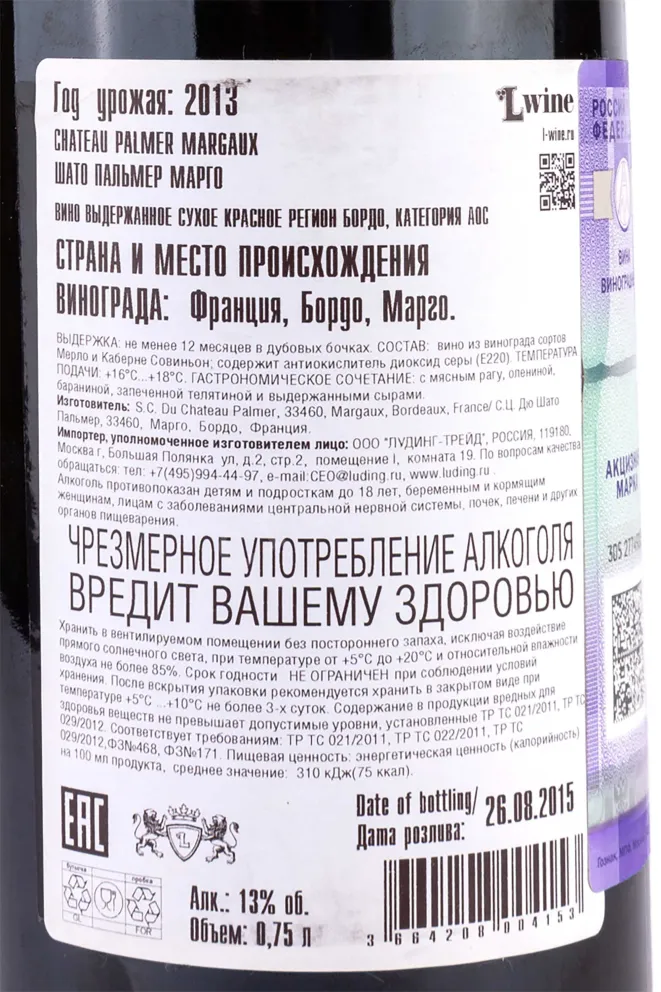 Год урожая: 2013
Lwine
l-wine.ru
CHATEAU PALMER MARGAUX
ШАТО ПАЛЬМЕР МАРГО
ВИНО ВЫДЕРЖАННОЕ СУХОЕ КРАСНОЕ РЕГИОН БОРДО, КАТЕГОРИЯ АОС
СТРАНА И МЕСТО ПРОИСХОЖДЕНИЯ
ВИНОГРАДА: Франция, Бордо, Марго.
ВЫДЕРЖКА: не менее 12 месяцев в дубовых бочках. СОСТАВ: вино из винограда сортов
Мерло и Каберне Совиньон; содержит антиокислитель диоксид серы (Е220). ТЕМПЕРАТУРА
ПОДАЧИ: +16°С...+18°С. ГАСТРОНОМИЧЕСКОЕ СОЧЕТАНИЕ: с мясным рагу, олениной,
бараниной, запеченной телятиной и выдержанными сырами.
Изготовитель: S.C. Du Chateau Palmer, 33460, Margaux, Bordeaux, France/ С.Ц. Дю Шато
Пальмер, 33460, Марго, Бордо, Франция.
Импортер, уполномоченное изготовителем лицо: ООО "ЛУДИНГ-ТРЕЙД", РОССИЯ, 119180,
Москва г, Большая Полянка ул, д.2, стр.2, помещение I, комната 19. По вопросам качества
обращаться: тел: +7(495)994-44-97, e-mail:CEO@luding.ru, www.luding.ru .
Алкоголь противопоказан детям и подросткам до 18 лет, беременным и кормящим
женщинам, лицам с заболеваниями центральной нервной системы, почек, печени и других
органов пищеварения.
ЧРЕЗМЕРНОЕ УПОТРЕБЛЕНИЕ АЛКОГОЛЯ
ВРЕДИТ ВАШЕМУ ЗДОРОВЬЮ
Хранить в вентилируемом помещении без постороннего запаха, исключая воздействие
прямого солнечного света, при температуре от +5°С до +20°С и относительной влажности
воздуха не более 85%. Срок годности НЕ ОГРАНИЧЕН при соблюдении условий
хранения. После вскрытия упаковки рекомендуется хранить в закрытом виде при
температуре +5°С ...+10°С не более 3-х суток. Содержание в продукции вредных для
здоровья веществ не превышает допустимые уровни, установленные ТР ТС 021/2011, ТР ТС
029/2012. Соответствует требованиям: ТР ТС 021/2011, ТР ТС 022/2011, ТР ТС
029/2012,ФЗ№468, ФЗ№171. Пищевая ценность: энергетическая ценность (калорийность)
на 100 мл продукта, среднее значение: 310 кДж(75 ккал).
EAC
L
Date of bottling/
Дата розлива:
26.08.2015
бутылка
пробка
GL
FOR
Алк.: 13% об.
Объем: 0,75 л
3 664208 004153
ВИНА
АКЦИЗНАЯ
МАРКА